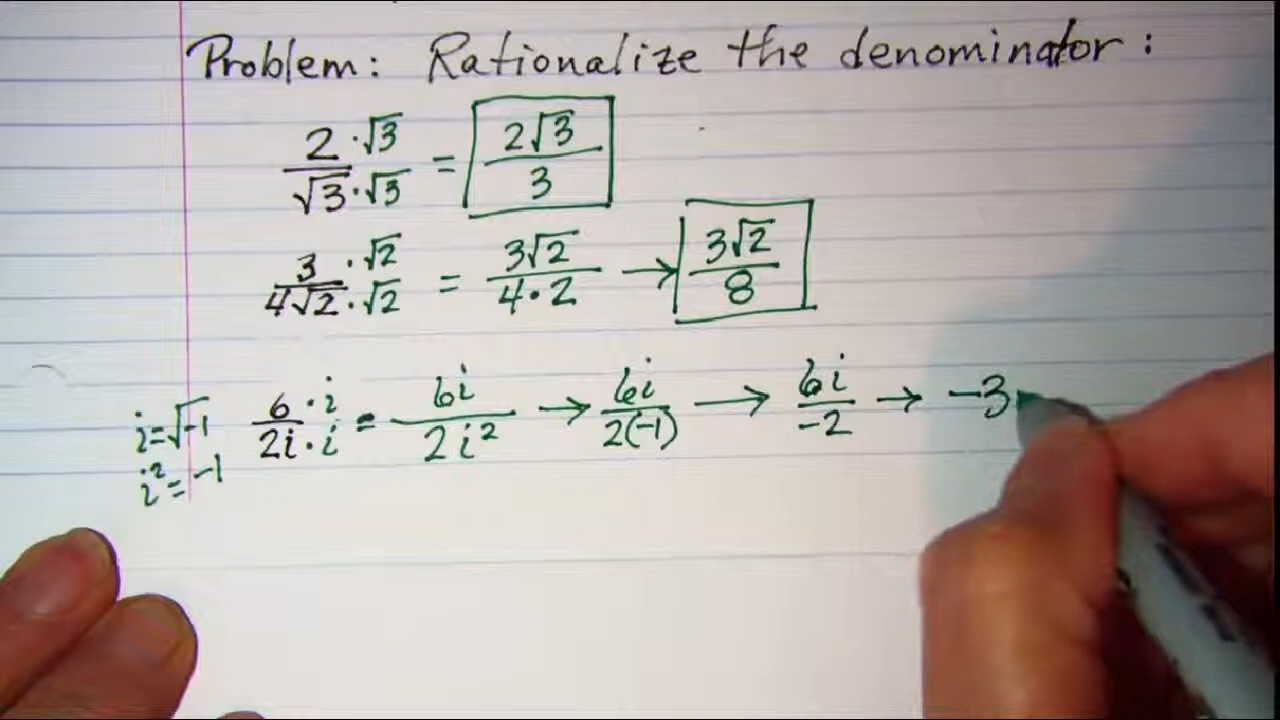 Problem: Rationalize the denominator:
2·√3/√3·√3 = 2√3/3
3·√2/4√2·√2 = 3√2/4·2 → 3√2/8
i=√-1 6·i/2i·i = 6i/2i² → 6i/2(-1) → 6i/-2 → -3
i²=-1